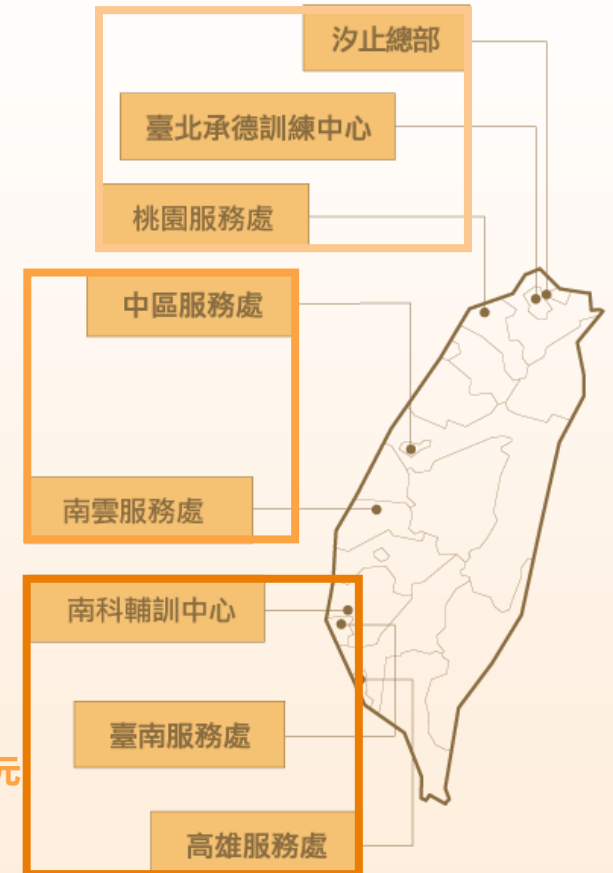 汐止總部
臺北承德訓練中心
桃園服務處
中區服務處
南雲服務處
南科輔訓中心
臺南服務處
元
高雄服務處